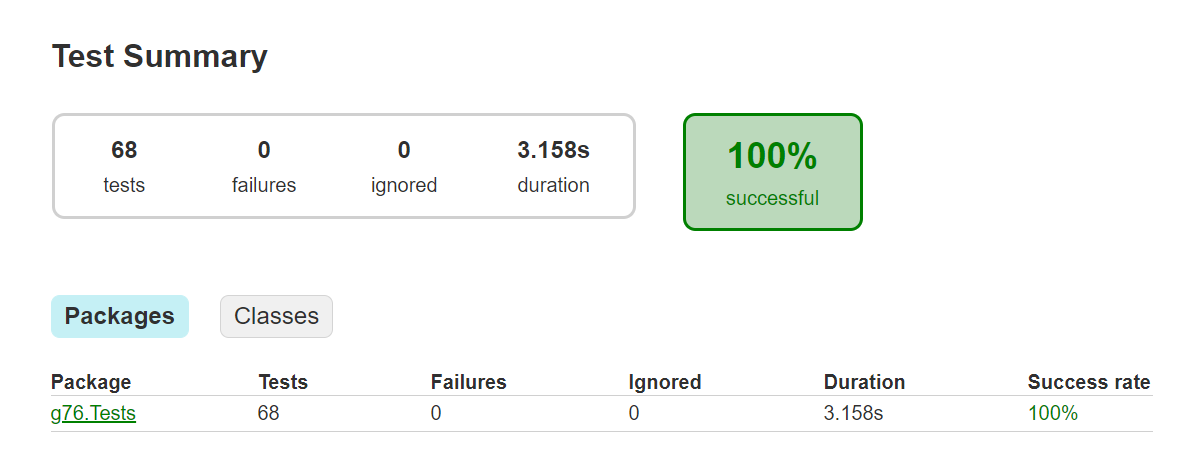 Test Summary
68 0 0 3.158s
tests failures ignored duration
100%
successful
Packages Classes
Package Tests Failures Ignored Duration Success rate
g76.Tests 68 0 0 3.158s 100%